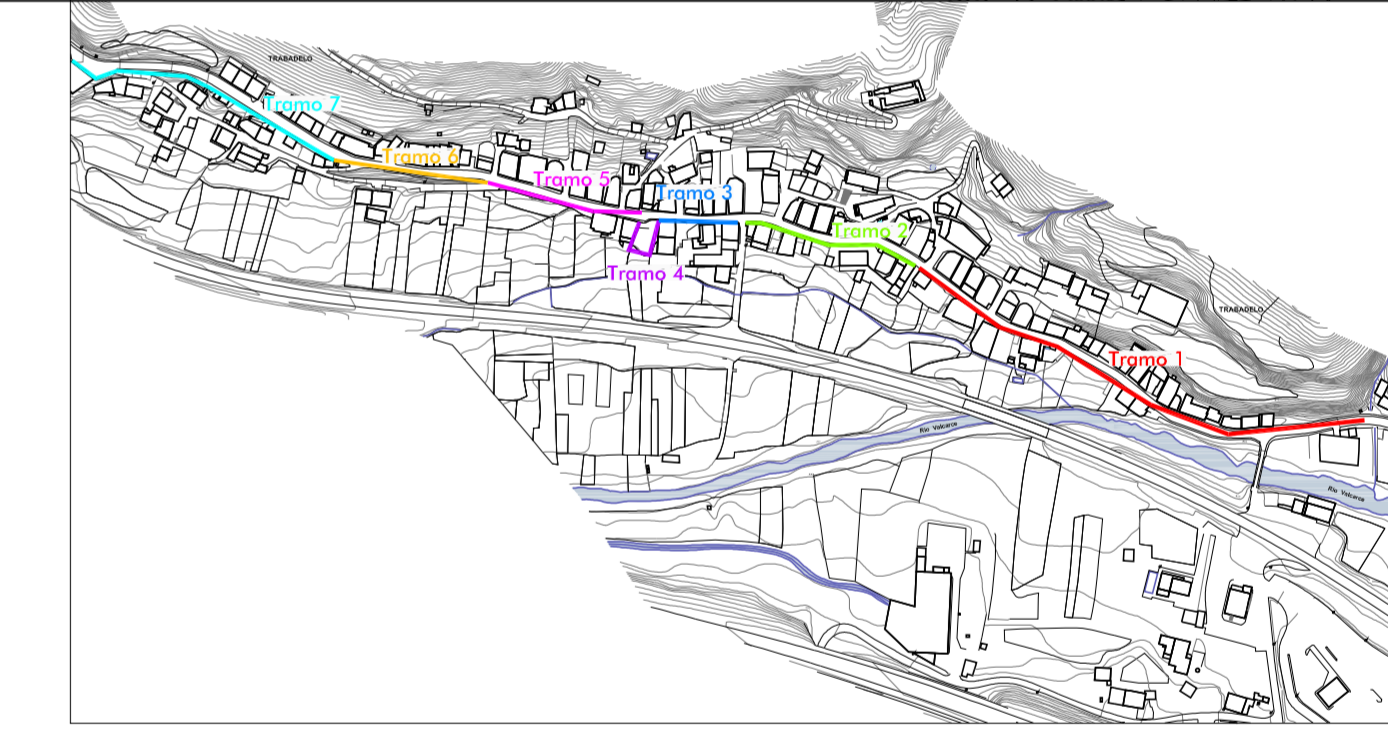 TRABADELO
Tramo 7
Tramo 6
Tramo 5
Tramo 3
Tramo 2
Tramo 4
TRABADELO
Tramo 1
Río Valcarce
Río Valcarce